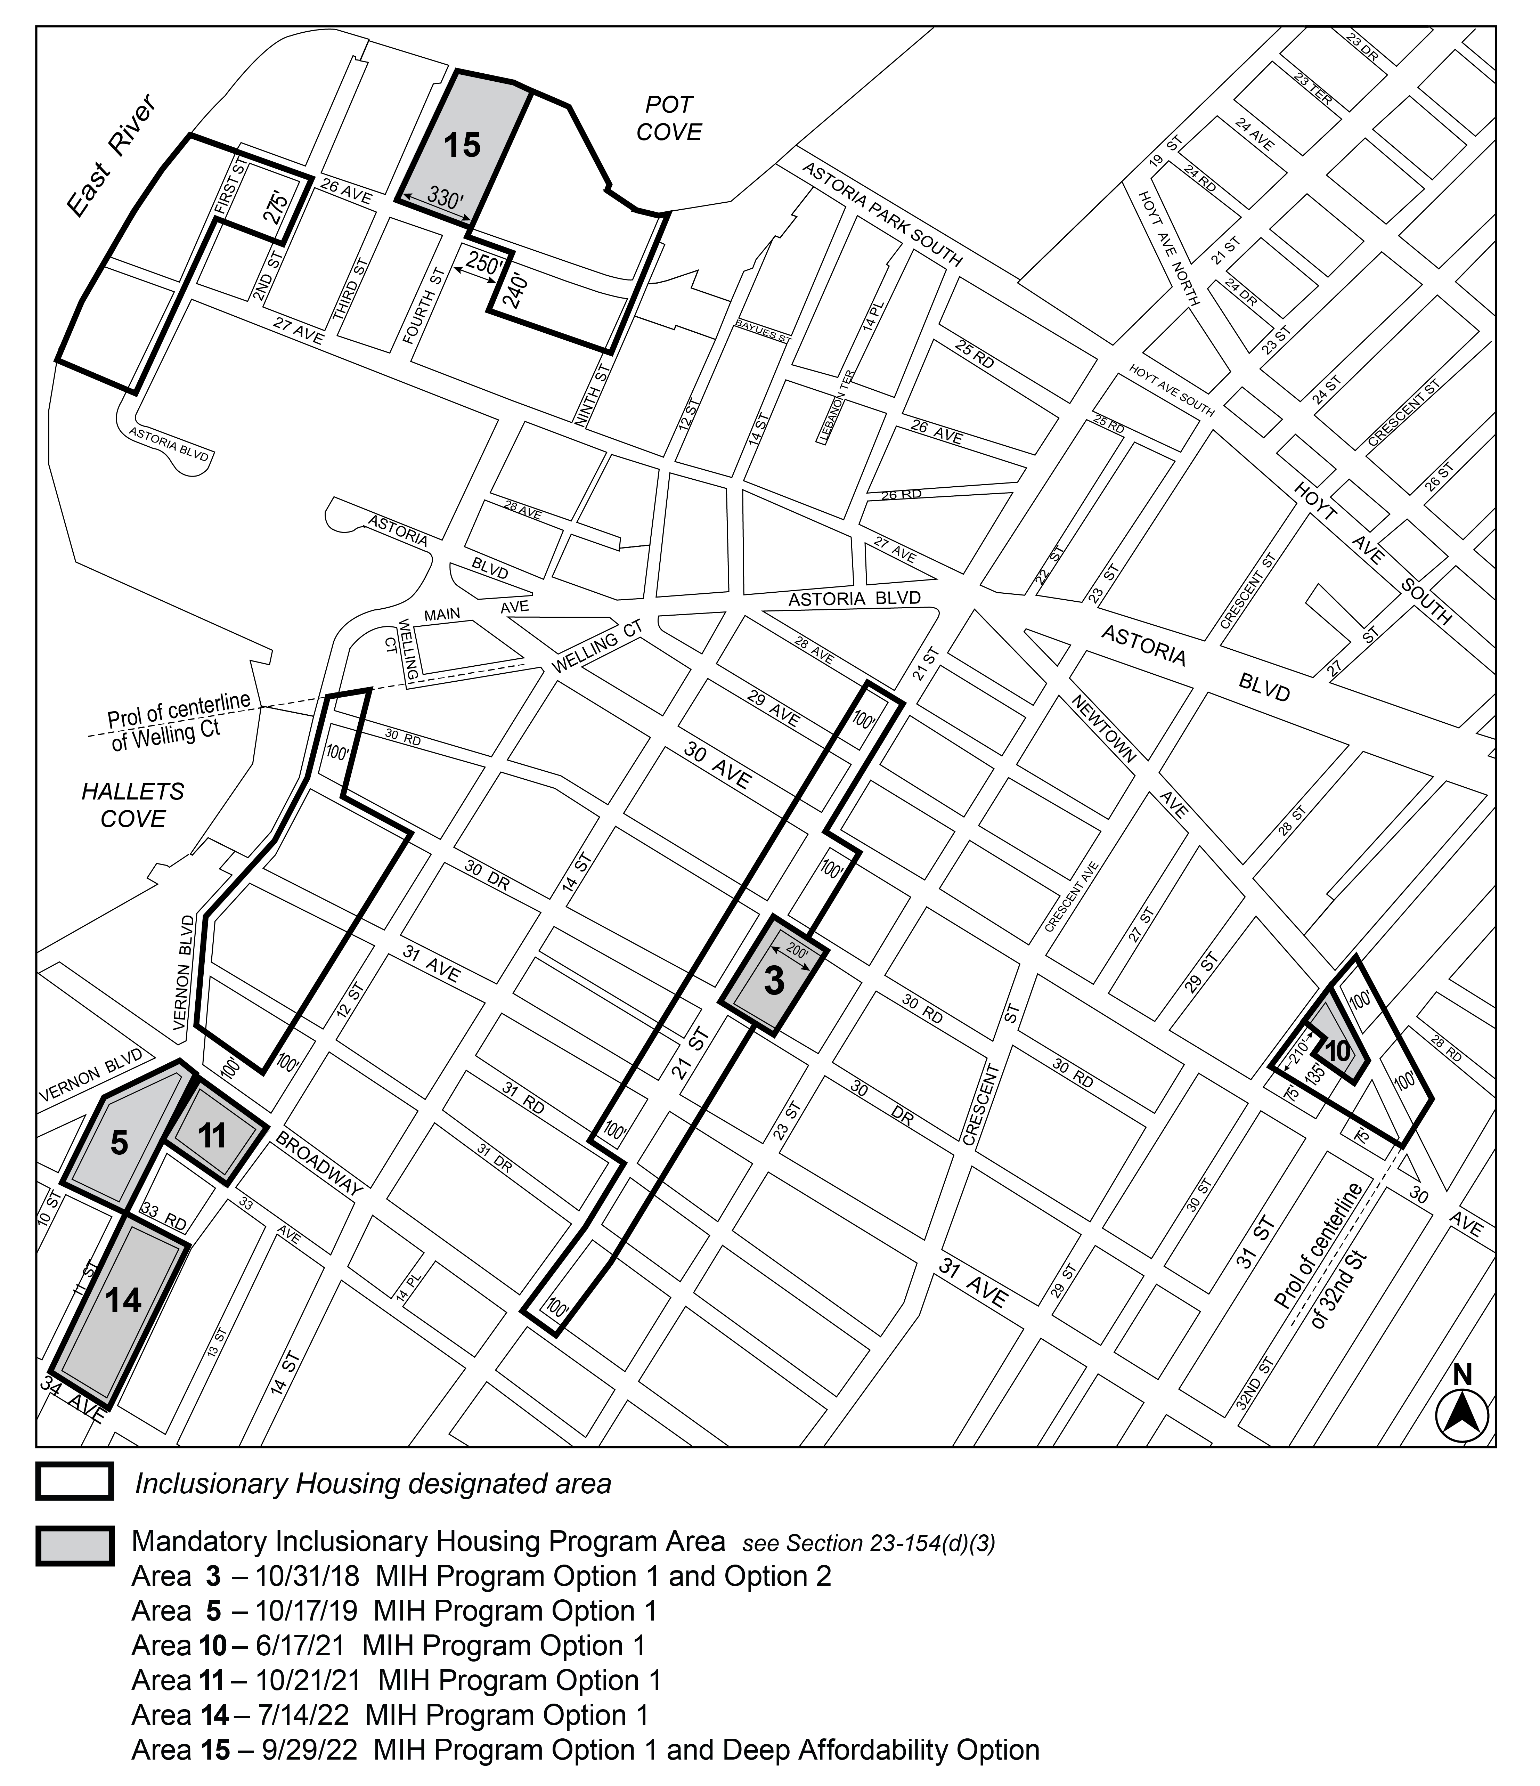 East River
POT
COVE
15
330'
26 AVE
FIRST ST
275'
2ND ST
THIRD ST
FOURTH ST
250'
240'
27 AVE
NINTH ST
12 ST
14 ST
BAYLIES ST
14 PL
LEBANON TER
ASTORIA PARK SOUTH
23 DR
23 TER
24 AVE
19 ST
24 RD
HOYT AVE NORTH
21 ST
24 DR
23 ST
24 ST
CRESCENT ST
26 ST
25 RD
HOYT AVE SOUTH
25 RD
26 AVE
26 RD
27 AVE
22 ST
23 ST
HOYT AVE SOUTH
CRESCENT ST
27 ST
ASTORIA BLVD
ASTORIA BLVD
28 AVE
MAIN AVE
ASTORIA BLVD
WELLING CT
WELLING CT
28 AVE
21 ST
ASTORIA BLVD
NEWTOWN AVE
Prol of centerline
of Welling Ct
30 RD
100'
29 AVE
100'
30 AVE
HALLETS
COVE
28 ST
30 DR
14 ST
100'
CRESCENT AVE
27 ST
29 ST
VERNON BLVD
31 AVE
12 ST
200'
3
30 RD
CRESCENT ST
30 RD
21 ST
100'
10
210'
135'
75'
100'
75'
28 RD
VERNON BLVD
100'
100'
31 RD
30 DR
23 ST
5
11
BROADWAY
31 DR
100'
10 ST
33 RD
33 AVE
30 ST
30 AVE
31 ST
Prol of centerline
of 32nd St
11 ST
14
14 PL
100'
31 AVE
29 ST
13 ST
14 ST
32ND ST
34 AVE
N
Inclusionary Housing designated area
Mandatory Inclusionary Housing Program Area see Section 23-154(d)(3)
Area 3 – 10/31/18 MIH Program Option 1 and Option 2
Area 5 – 10/17/19 MIH Program Option 1
Area 10 – 6/17/21 MIH Program Option 1
Area 11 – 10/21/21 MIH Program Option 1
Area 14 – 7/14/22 MIH Program Option 1
Area 15 – 9/29/22 MIH Program Option 1 and Deep Affordability Option